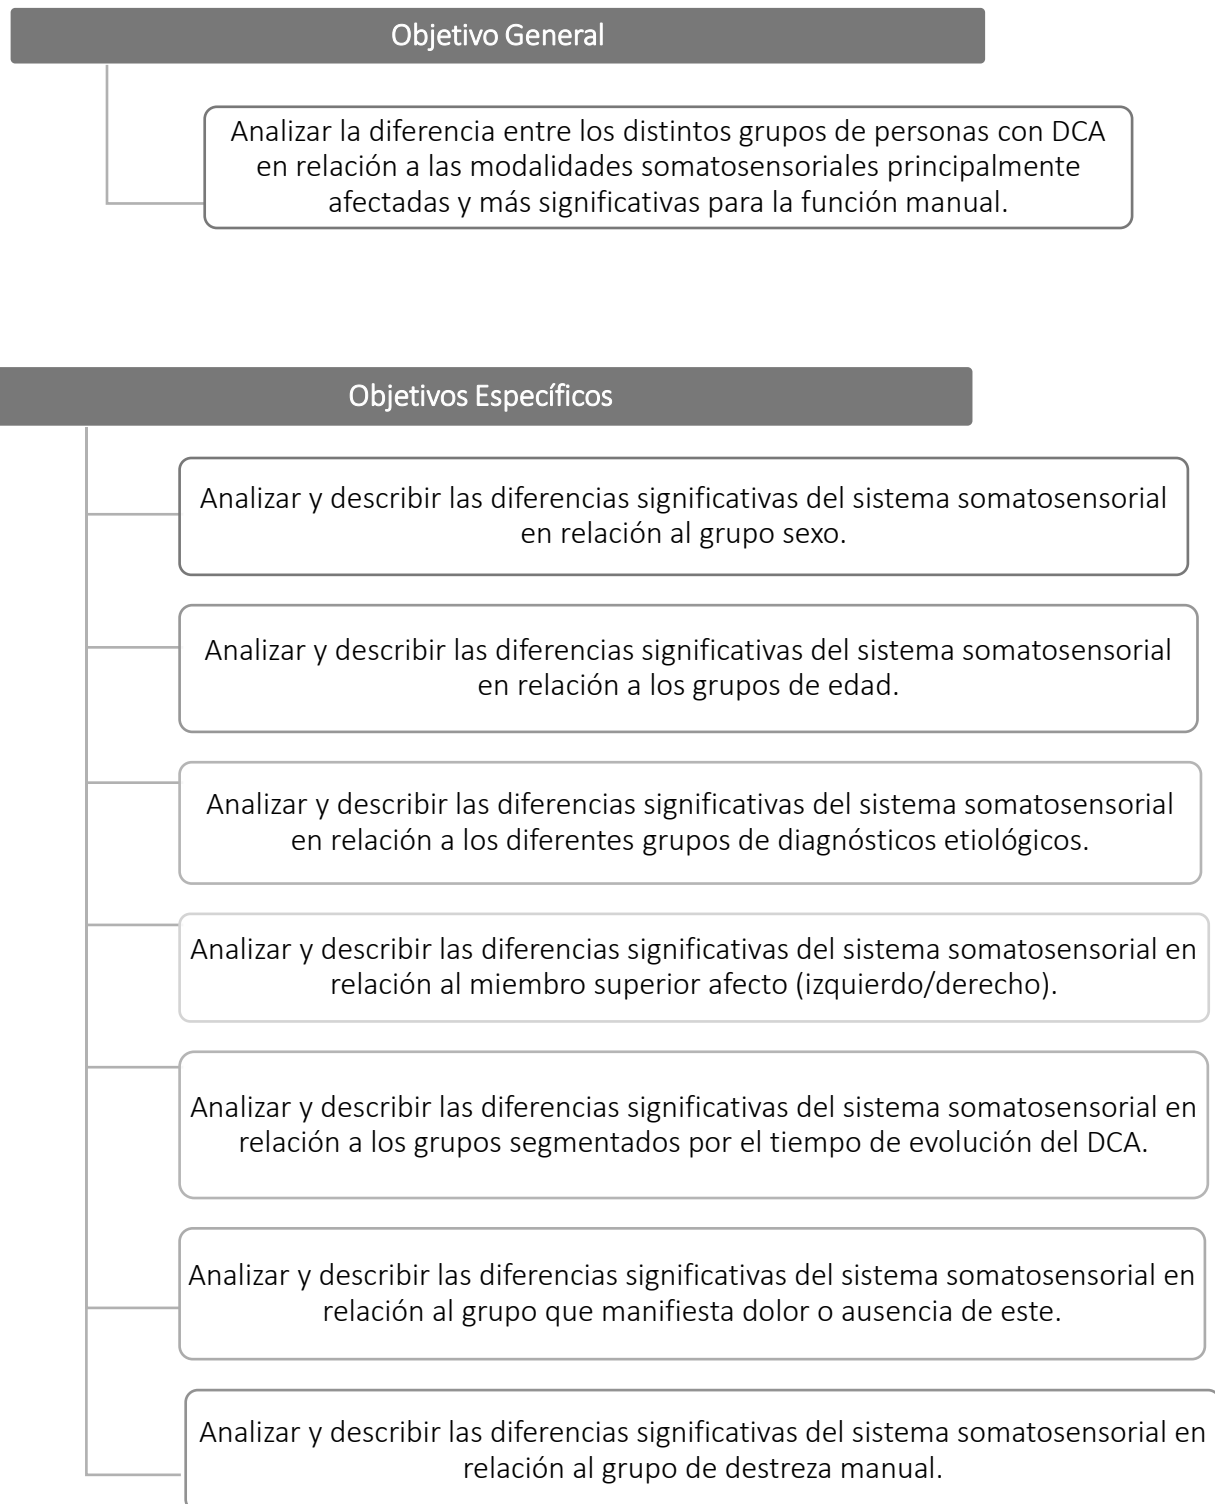 Objetivo General
Analizar la diferencia entre los distintos grupos de personas con DCA
en relación a las modalidades somatosensoriales principalmente
afectadas y más significativas para la función manual.
Objetivos Específicos
Analizar y describir las diferencias significativas del sistema somatosensorial
en relación al grupo sexo.
Analizar y describir las diferencias significativas del sistema somatosensorial
en relación a los grupos de edad.
Analizar y describir las diferencias significativas del sistema somatosensorial
en relación a los diferentes grupos de diagnósticos etiológicos.
Analizar y describir las diferencias significativas del sistema somatosensorial en
relación al miembro superior afecto (izquierdo/derecho).
Analizar y describir las diferencias significativas del sistema somatosensorial en
relación a los grupos segmentados por el tiempo de evolución del DCA.
Analizar y describir las diferencias significativas del sistema somatosensorial en
relación al grupo que manifiesta dolor o ausencia de este.
Analizar y describir las diferencias significativas del sistema somatosensorial en
relación al grupo de destreza manual.